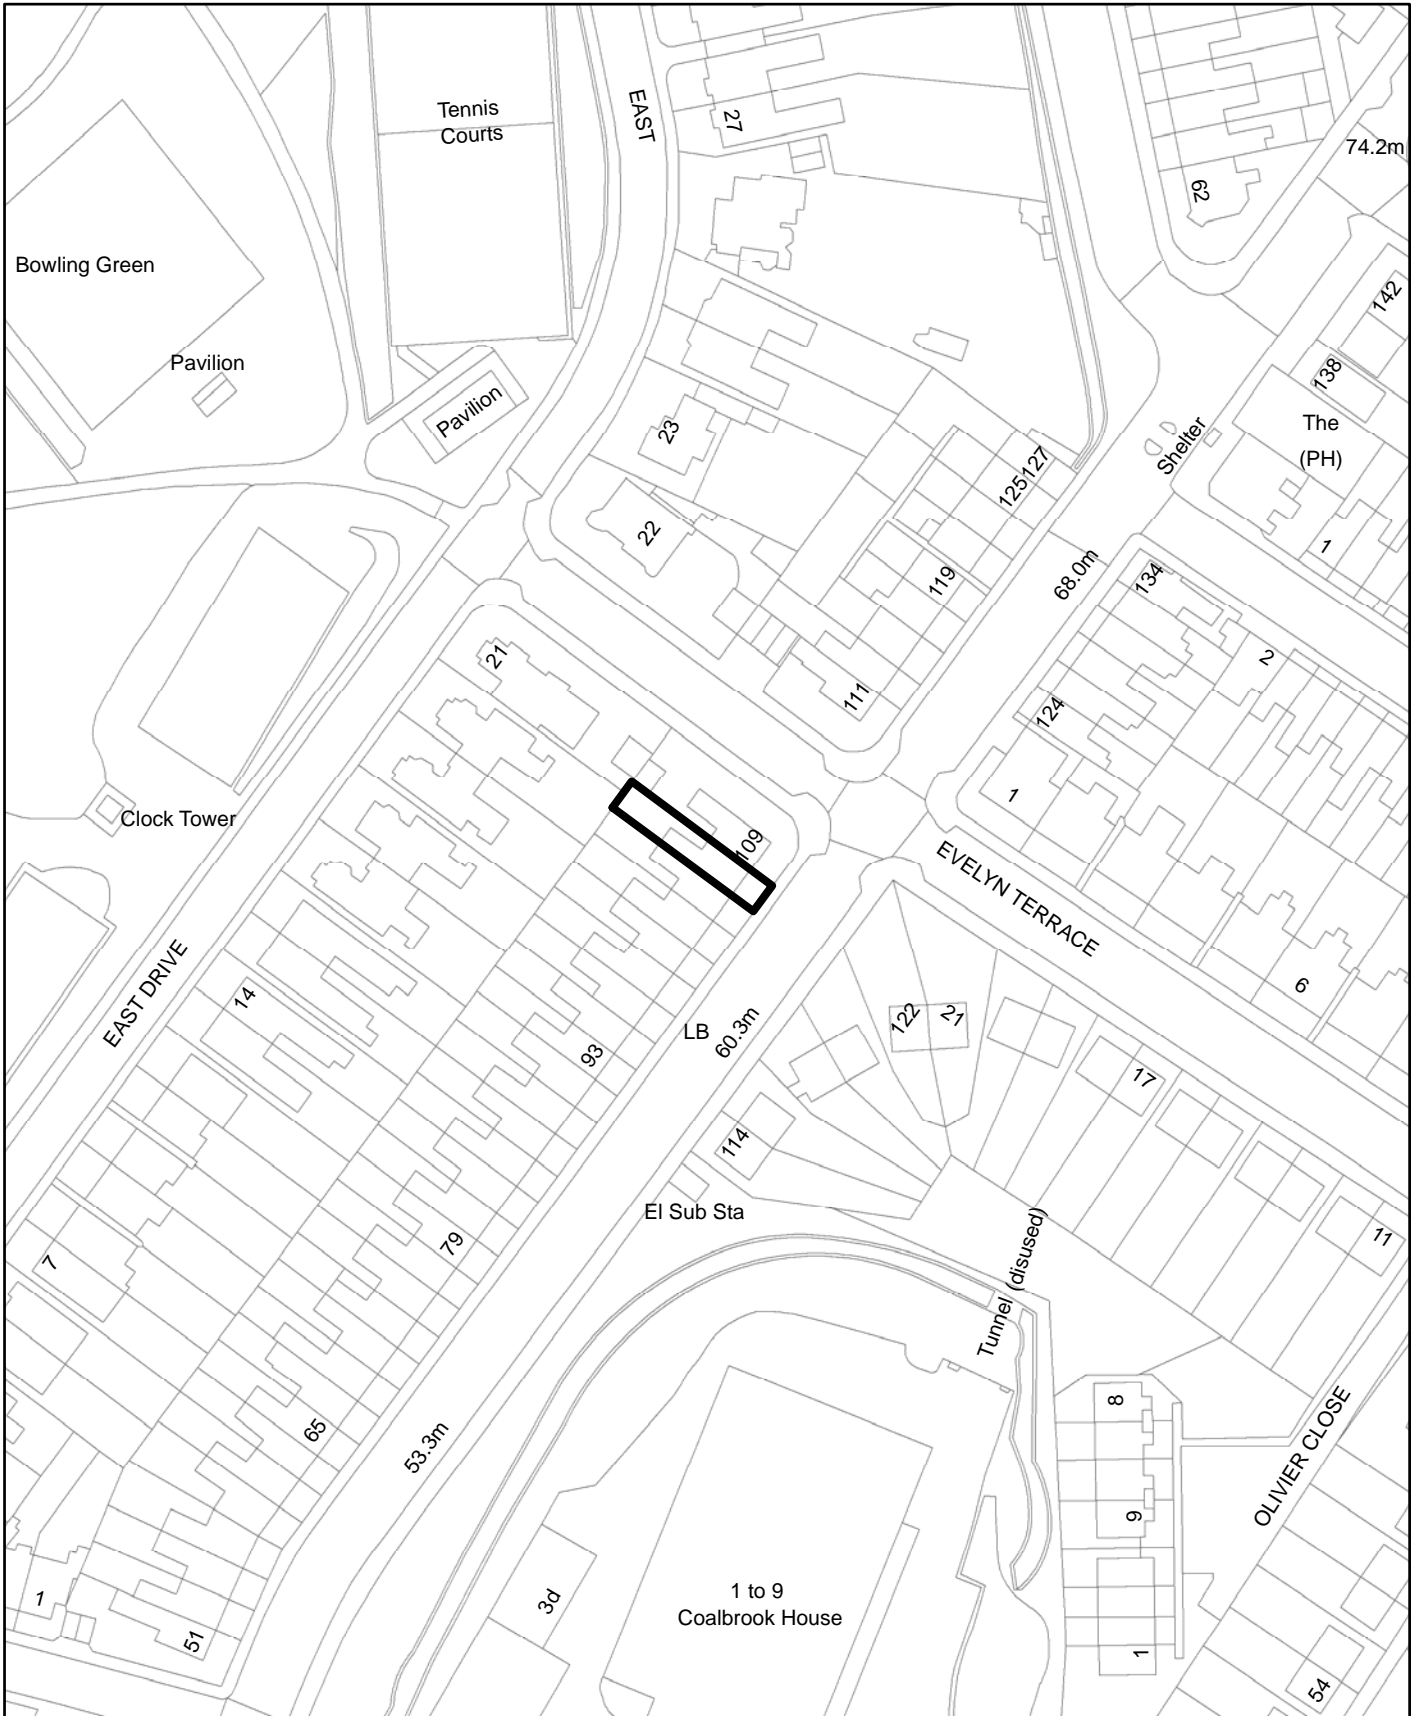 EAST
Tennis
Courts
27
74.2m
62
Bowling Green
142
Pavilion
138
Pavilion
23
The
(PH)
Shelter
125
127
22
1
119
68.0m
134
21
2
111
124
1
Clock Tower
109
EVELYN TERRACE
EAST DRIVE
14
6
122
21
LB
60.3m
93
17
114
El Sub Sta
11
79
7
Tunnel (disused)
8
65
53.3m
OLIVIER CLOSE
9
1
3d
1 to 9
Coalbrook House
51
1
54